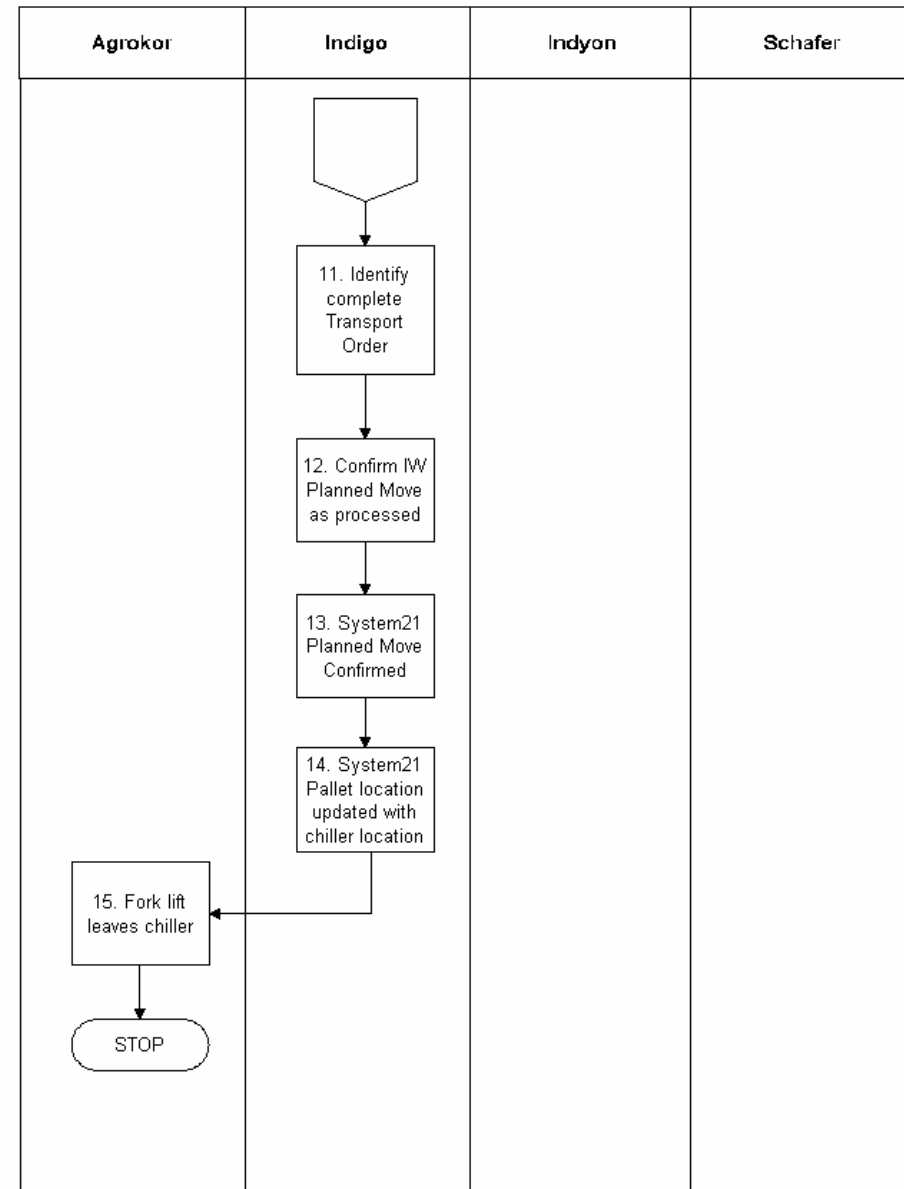 Agrokor
Indigo
Indyon
Schafer
11. Identify
complete
Transport
Order
12. Confirm IW
Planned Move
as processed
13. System21
Planned Move
Confirmed
14. System21
Pallet location
updated with
chiller location
15. Fork lift
leaves chiller
STOP